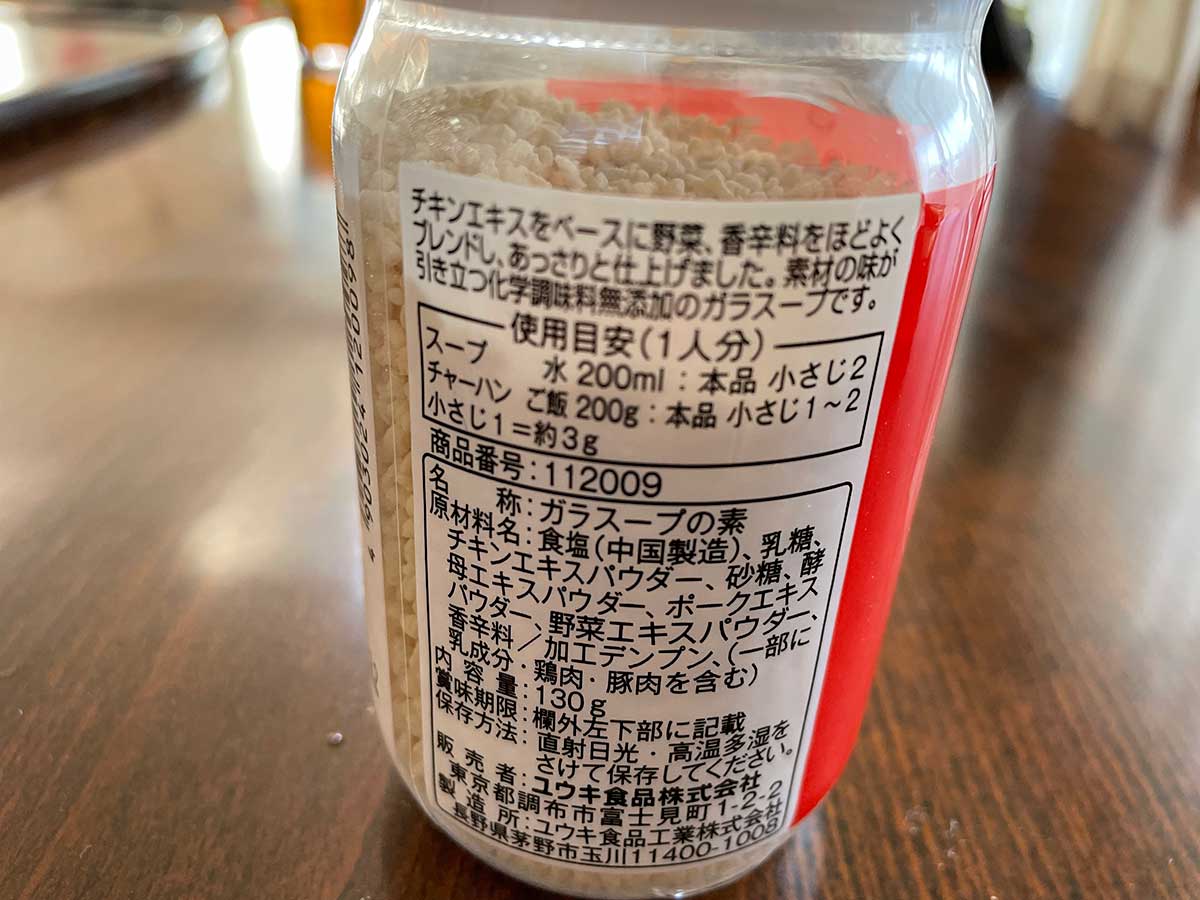 チキンエキスをベースに野菜、香辛料をほどよく
ブレンドし、あっさりと仕上げました。素材の味が
引き立つ化学調味料無添加のガラスープです。
使用目安(1人分)
スープ 水 200ml:本品 小さじ2
チャーハン ご飯 200g:本品 小さじ1～2
小さじ1=約3g
商品番号:112009
名称:ガラスープの素
原材料名:食塩(中国製造)、乳糖、
チキンエキスパウダー、砂糖、酵
母エキスパウダー、ポークエキス
パウダー、野菜エキスパウダー、
香辛料／加工デンプン、(一部に
乳成分・鶏肉・豚肉を含む)
内容量:130g
賞味期限:欄外左下部に記載
保存方法:直射日光・高温多湿を
さけて保存してください。
販売者:ユウキ食品株式会社
東京都調布市富士見町1-2-2
製造所:ユウキ食品工業株式会社
長野県茅野市玉川11400-1008